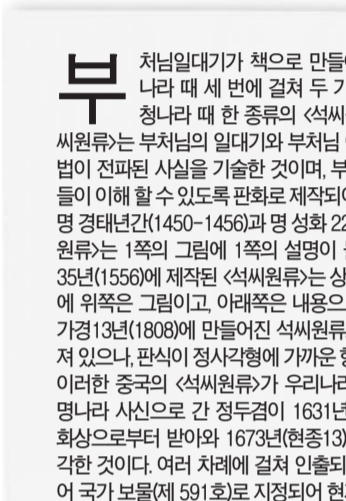 부처님일대기가 책으로 만들
나라 때 세 번에 걸쳐 두
청나라 때 한 종류의 <석씨
씨원류>는 부처님의 일대기와 부처님
법이 전파된 사실을 기술한 것이며,
들이 이해 할 수 있도록 판화로 제작되
명 경태년간(1450-1456)과 명 성화 22
원류>는 1쪽의 그림에 1쪽의 설명이
35년(1556)에 제작된 <석씨원류>는 상
에 위쪽은 그림이고, 아래쪽은 내용으
가경13년(1808)에 만들어진 석씨원류
져 있으나, 판식이 정사각형에 가까운
이러한 중국의 <석씨원류>가 우리나라
명나라 사신으로 간 정두겸이 1631년
화상으로부터 받아와 1673년(현종13)
각한 것이다. 여러 차례에 걸쳐 인출되
어 국가 보물(제 591호)로 지정되어 현